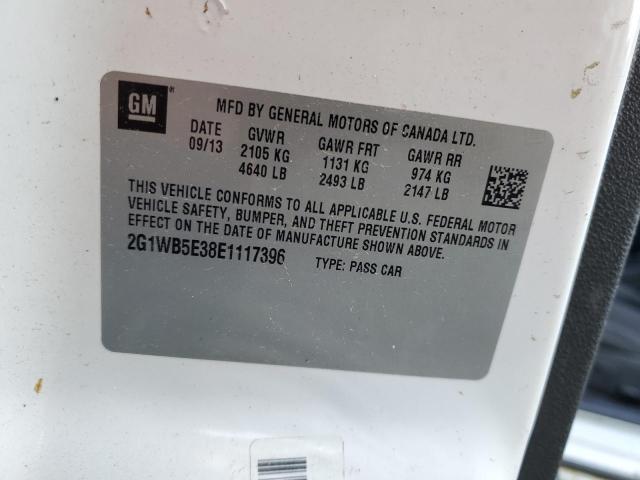 GM
MFD BY GENERAL MOTORS OF CANADA LTD.
DATE GVWR GAWR FRT GAWR RR
09/13 2105 KG 1131 KG 974 KG
4640 LB 2493 LB 2147 LB
THIS VEHICLE CONFORMS TO ALL APPLICABLE U.S. FEDERAL MOTOR
VEHICLE SAFETY, BUMPER, AND THEFT PREVENTION STANDARDS IN
EFFECT ON THE DATE OF MANUFACTURE SHOWN ABOVE.
2G1WB5E38E1117396 TYPE: PASS CAR